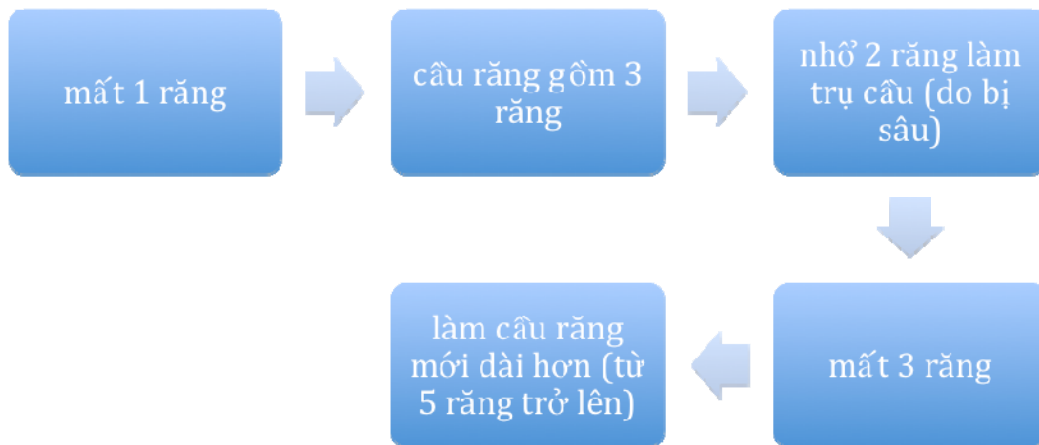 mất 1 răng
cầu răng gồm 3
răng
nhổ 2 răng làm
trụ cầu (do bị
sâu)
mất 3 răng
làm cầu răng
mới dài hơn (từ
5 răng trở lên)